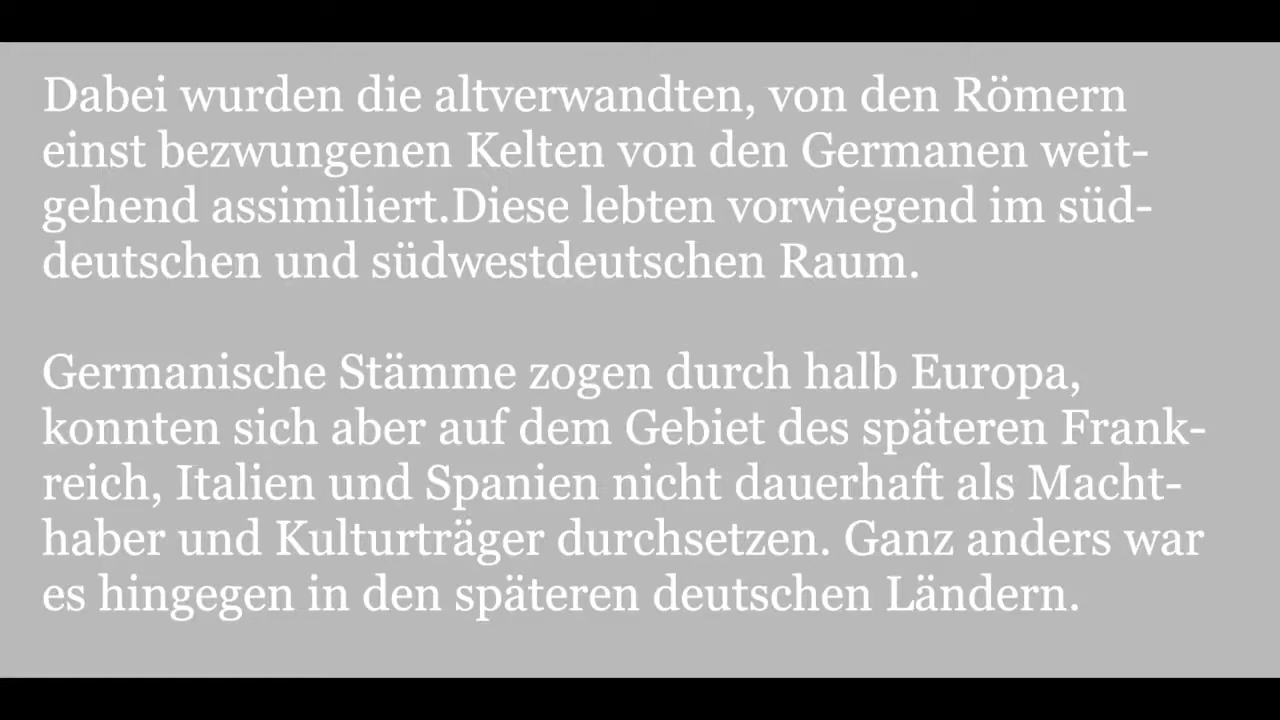 Dabei wurden die altverwandten, von den Römern
einst bezwungenen Kelten von den Germanen weit-
gehend assimiliert.Diese lebten vorwiegend im süd-
deutschen und südwestdeutschen Raum.
Germanische Stämme zogen durch halb Europa,
konnten sich aber auf dem Gebiet des späteren Frank-
reich, Italien und Spanien nicht dauerhaft als Macht-
haber und Kulturträger durchsetzen. Ganz anders war
es hingegen in den späteren deutschen Ländern.